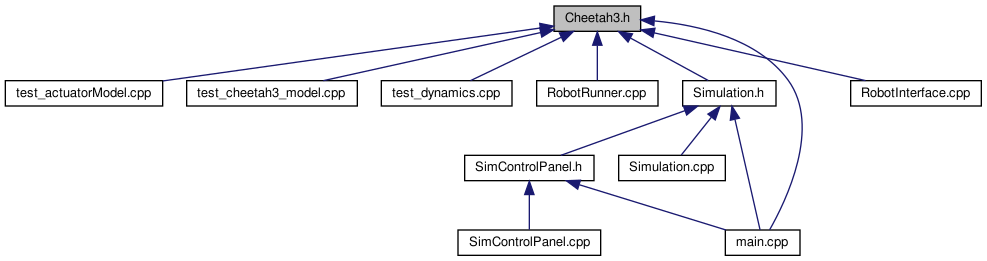 Cheetah3.h
test_actuatorModel.cpp
test_cheetah3_model.cpp
test_dynamics.cpp
RobotRunner.cpp
Simulation.h
RobotInterface.cpp
SimControlPanel.h
Simulation.cpp
SimControlPanel.cpp
main.cpp